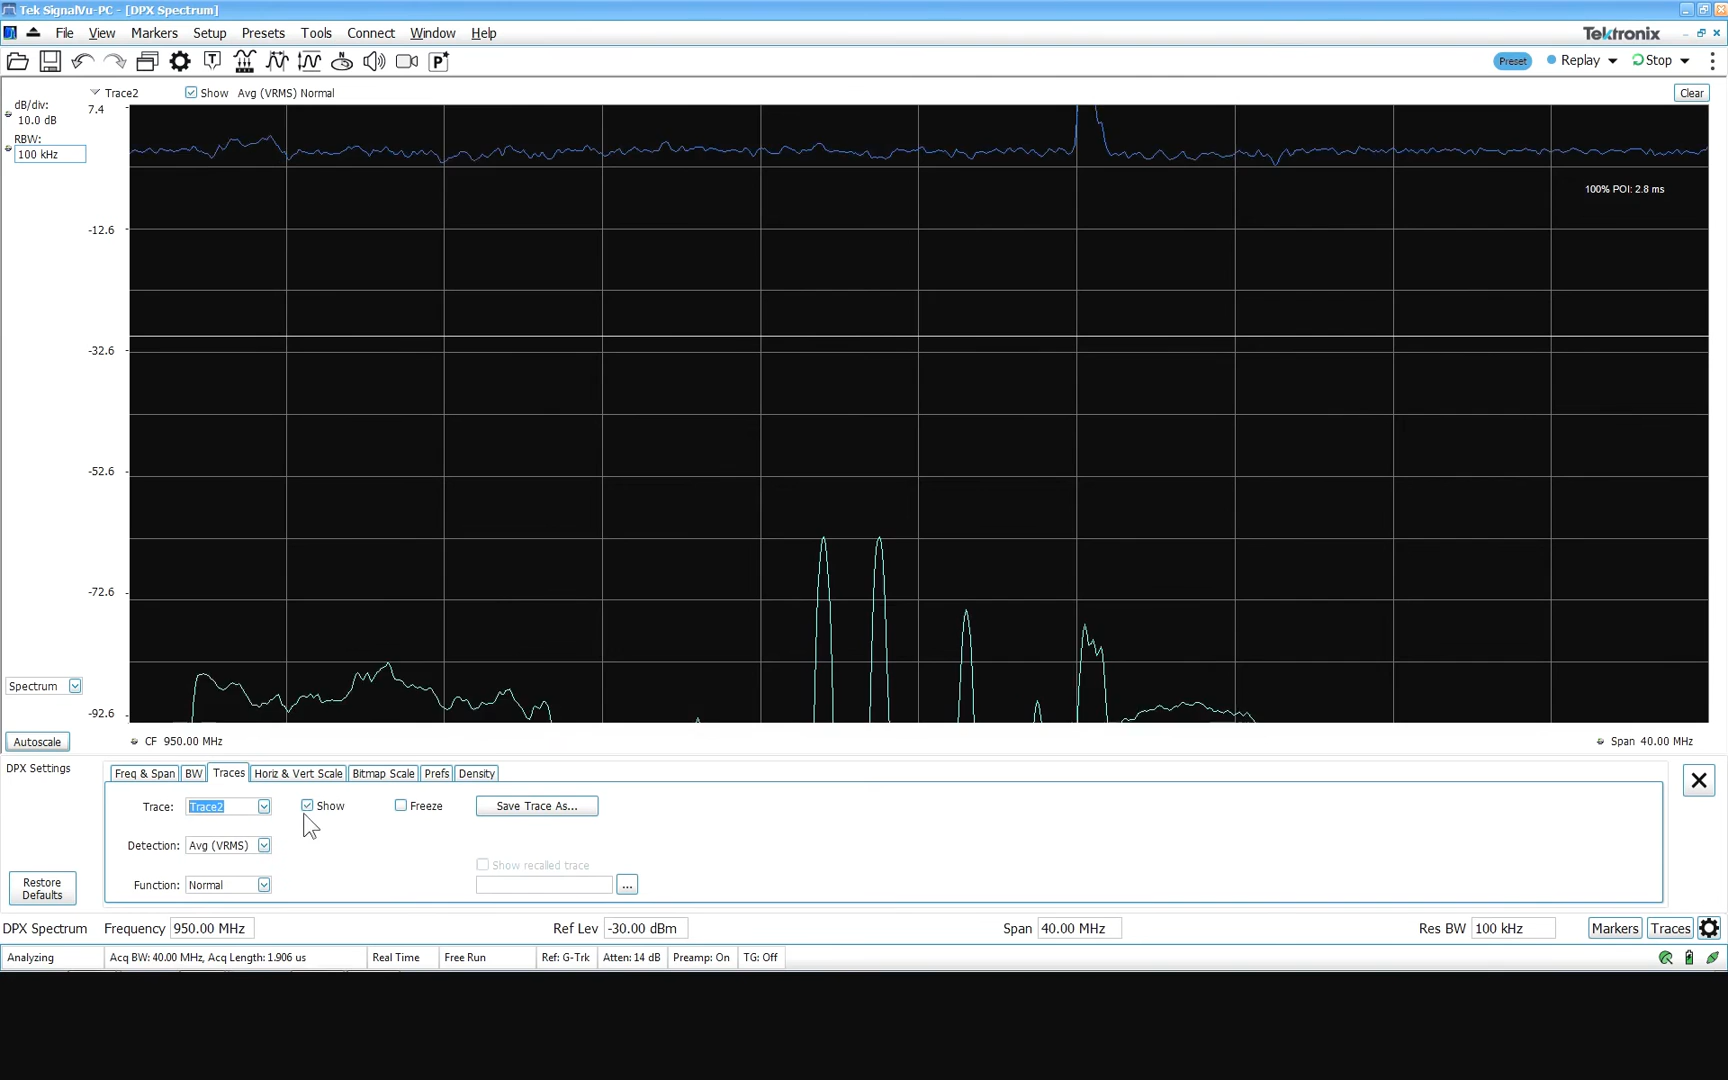 Tek SignalVu-PC - [DPX Spectrum]
File View Markers Setup Presets Tools Connect Window Help
Tektronix
T P Preset Replay Stop
dB/div:
10.0 dB
RBW:
100 kHz
Trace2 Show Avg (VRMS) Normal Clear
7.4
100% POI: 2.8 ms
-12.6
-32.6
-52.6
-72.6
-92.6
Spectrum
Autoscale
CF 950.00 MHz Span 40.00 MHz
DPX Settings
Freq & Span BW Traces Horiz & Vert Scale Bitmap Scale Prefs Density
Trace: Trace2 Show Freeze Save Trace As...
Detection: Avg (VRMS)
Show recalled trace
Function: Normal ...
Restore
Defaults
DPX Spectrum Frequency 950.00 MHz Ref Lev -30.00 dBm Span 40.00 MHz Res BW 100 kHz Markers Traces
Analyzing Acq BW: 40.00 MHz, Acq Length: 1.906 us Real Time Free Run Ref: G-Trk Atten: 14 dB Preamp: On TG: Off